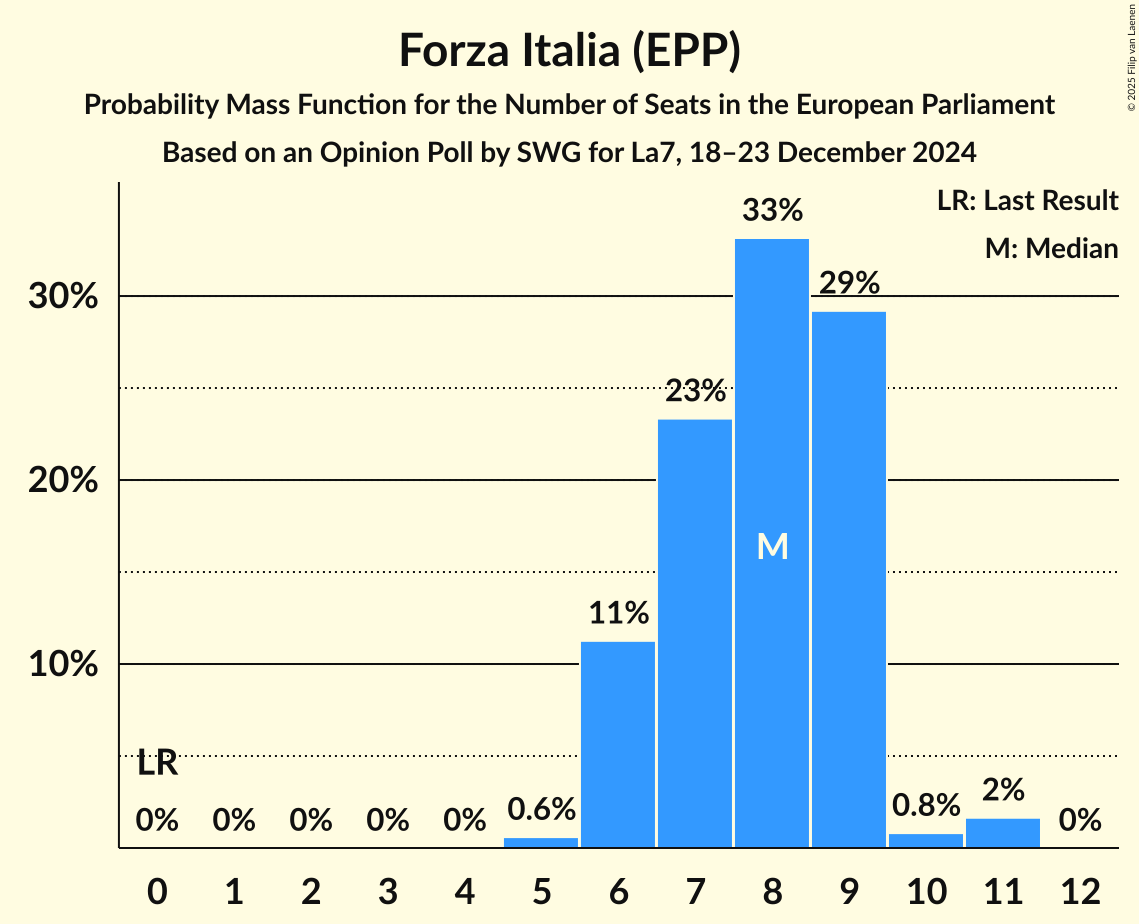 Forza Italia (EPP)
Probability Mass Function for the Number of Seats in the European Parliament
Based on an Opinion Poll by SWG for La7, 18–23 December 2024
© 2025 Filip van Laenen
LR: Last Result
M: Median
33%
29%
30%
23%
20%
M
11%
10%
LR
0% 0% 0% 0% 0% 0.6% 0.8% 2% 0%
0 1 2 3 4 5 6 7 8 9 10 11 12